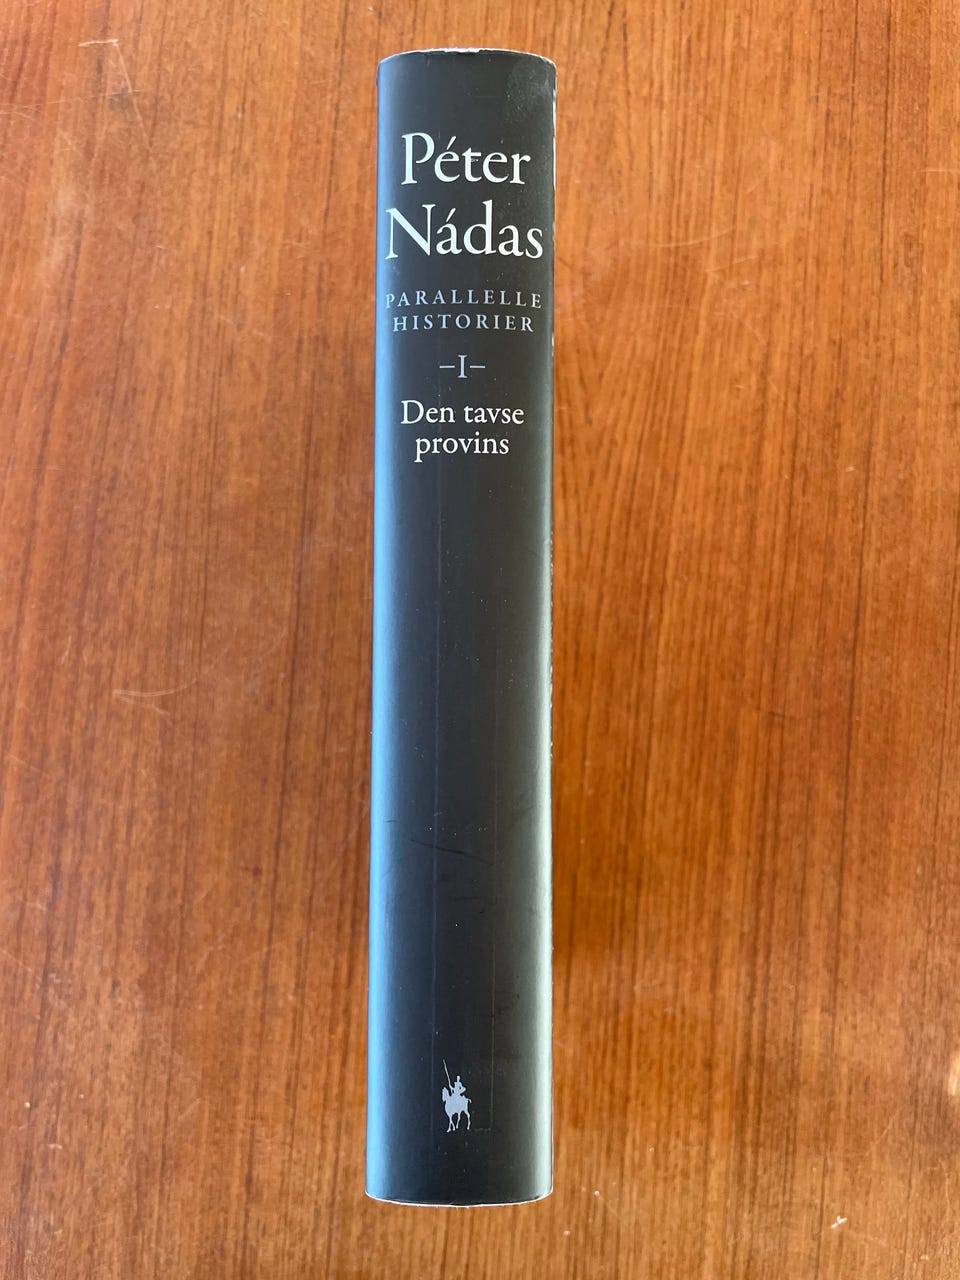 Péter
Nádas
PARALLELLE
HISTORIER
–I–
Den tavse
provins